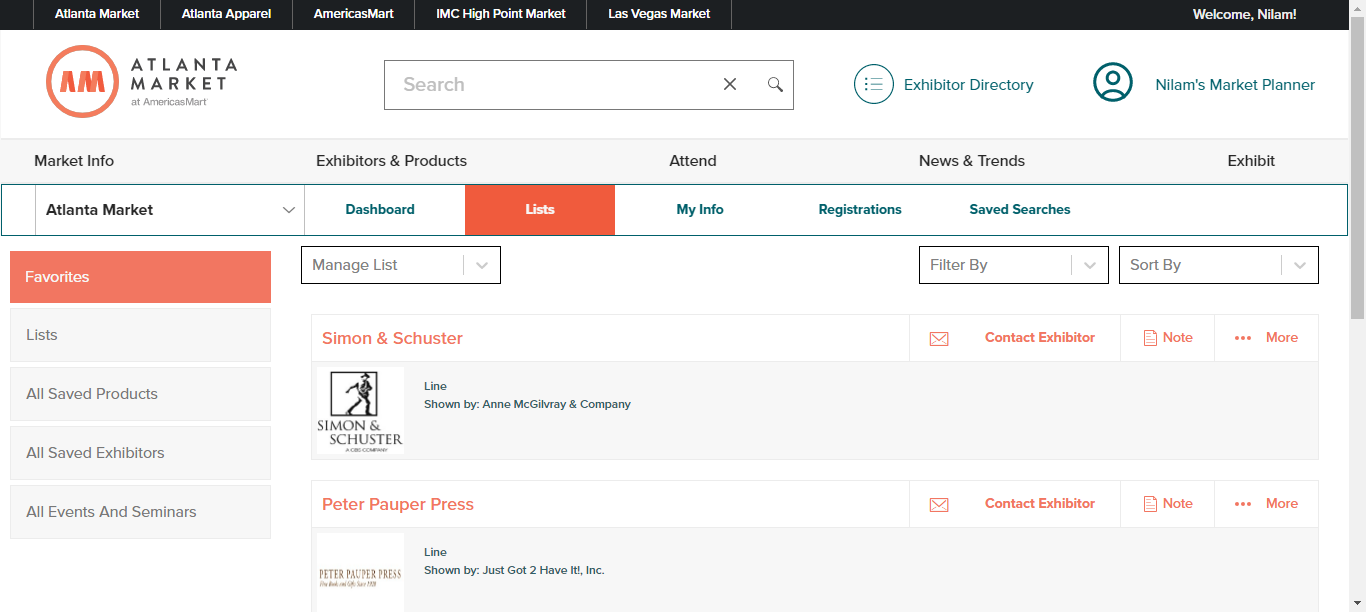 Atlanta Market Atlanta Apparel AmericasMart IMC High Point Market Las Vegas Market Welcome, Nilam!
AM ATLANTA
MARKET
at AmericasMart
Search Exhibitor Directory Nilam's Market Planner
Market Info Exhibitors & Products Attend News & Trends Exhibit
Atlanta Market Dashboard Lists My Info Registrations Saved Searches
Favorites
Lists
All Saved Products
All Saved Exhibitors
All Events And Seminars
Manage List Filter By Sort By
Simon & Schuster Contact Exhibitor Note More
SIMON &
SCHUSTER
A CBS COMPANY
Line
Shown by: Anne McGilvray & Company
Peter Pauper Press Contact Exhibitor Note More
PETER PAUPER PRESS
Fine Books and Gifts Since 1928
Line
Shown by: Just Got 2 Have It!, Inc.